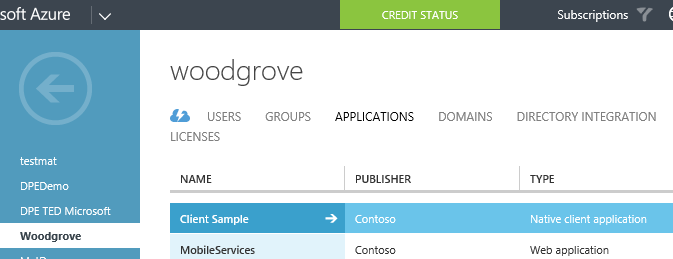 soft Azure CREDIT STATUS Subscriptions
woodgrove
USERS GROUPS APPLICATIONS DOMAINS DIRECTORY INTEGRATION
LICENSES
testmat
DPEDemo
DPE TED Microsoft
Woodgrove
NAME PUBLISHER TYPE
Client Sample Contoso Native client application
MobileServices Contoso Web application